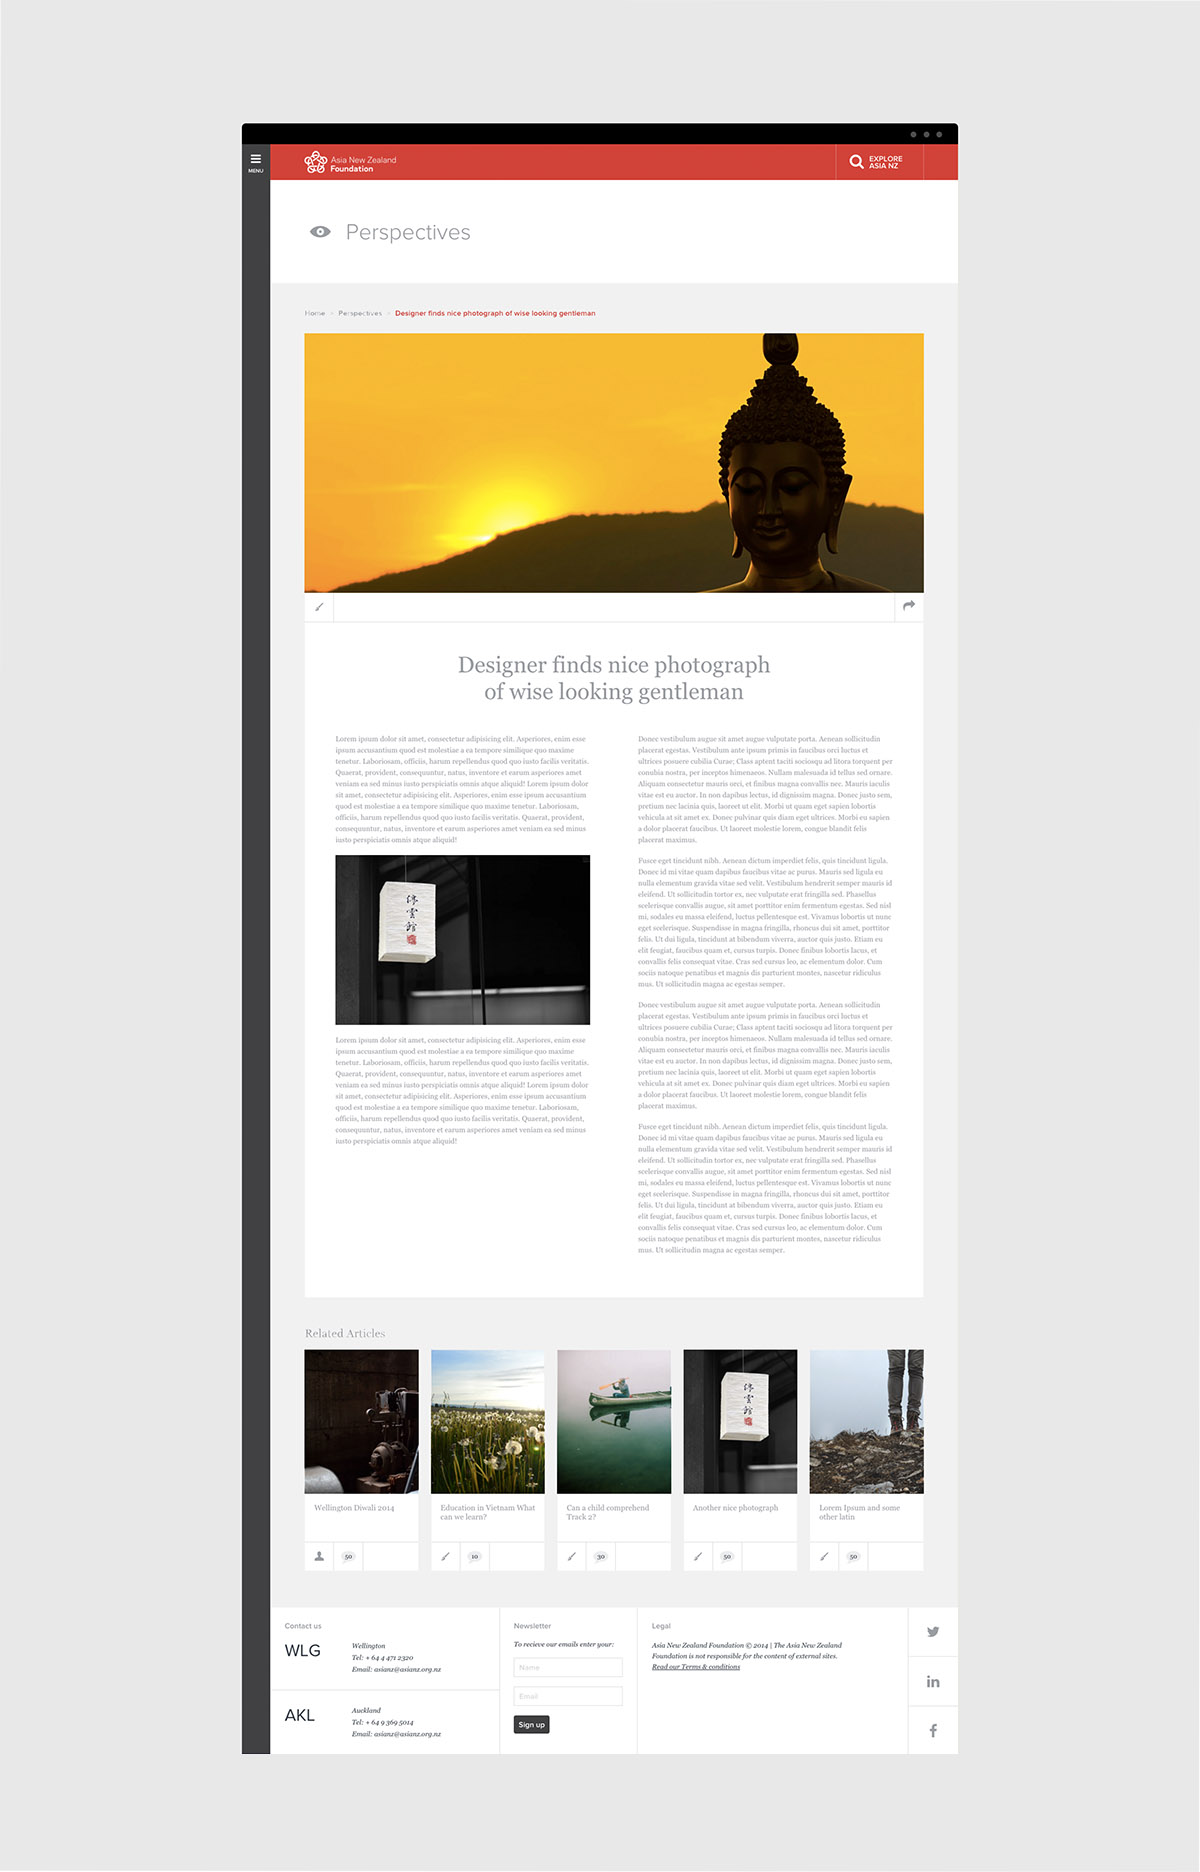 MENU
Asia New Zealand
Foundation
EXPLORE
ASIA NZ
Perspectives
Home
Perspectives
Designer finds nice photograph of wise looking gentleman
Designer finds nice photograph
of wise looking gentleman
Lorem ipsum dolor sit amet, consectetur adipisicing elit. Asperiores, enim esse
ipsum accusantium quod est molestiae a ea tempore similique quo maxime
tenetur. Laboriosam, officiis, harum repellendus quod quo iusto facilis veritatis.
Quaerat, provident, consequuntur, natus, inventore et earum asperiores amet
veniam ea sed minus iusto perspiciatis omnis atque aliquid! Lorem ipsum dolor
sit amet, consectetur adipisicing elit. Asperiores, enim esse ipsum accusantium
quod est molestiae a ea tempore similique quo maxime tenetur. Laboriosam,
officiis, harum repellendus quod quo iusto facilis veritatis. Quaerat, provident,
consequuntur, natus, inventore et earum asperiores amet veniam ea sed minus
iusto perspiciatis omnis atque aliquid!
Lorem ipsum dolor sit amet, consectetur adipisicing elit. Asperiores, enim esse
ipsum accusantium quod est molestiae a ea tempore similique quo maxime
tenetur. Laboriosam, officiis, harum repellendus quod quo iusto facilis veritatis.
Quaerat, provident, consequuntur, natus, inventore et earum asperiores amet
veniam ea sed minus iusto perspiciatis omnis atque aliquid! Lorem ipsum dolor
sit amet, consectetur adipisicing elit. Asperiores, enim esse ipsum accusantium
quod est molestiae a ea tempore similique quo maxime tenetur. Laboriosam,
officiis, harum repellendus quod quo iusto facilis veritatis. Quaerat, provident,
consequuntur, natus, inventore et earum asperiores amet veniam ea sed minus
iusto perspiciatis omnis atque aliquid!
Donec vestibulum augue sit amet augue vulputate porta. Aenean sollicitudin
placerat egestas. Vestibulum ante ipsum primis in faucibus orci luctus et
ultrices posuere cubilia Curae; Class aptent taciti sociosqu ad litora torquent per
conubia nostra, per inceptos himenaeos. Nullam malesuada id tellus sed ornare.
Aliquam consectetur mauris orci, et finibus magna convallis nec. Mauris iaculis
vitae est eu auctor. In non dapibus lectus, id dignissim magna. Donec justo sem,
pretium nec lacinia quis, laoreet ut elit. Morbi ut quam eget sapien lobortis
vehicula at sit amet ex. Donec pulvinar quis diam eget ultrices. Morbi eu sapien
a dolor placerat faucibus. Ut laoreet molestie lorem, congue blandit felis
placerat maximus.
Fusce eget tincidunt nibh. Aenean dictum imperdiet felis, quis tincidunt ligula.
Donec id mi vitae quam dapibus faucibus vitae ac purus. Mauris sed ligula eu
nulla elementum gravida vitae sed velit. Vestibulum hendrerit semper mauris id
eleifend. Ut sollicitudin tortor ex, nec vulputate erat fringilla sed. Phasellus
scelerisque convallis augue, sit amet porttitor enim fermentum egestas. Sed nisl
mi, sodales eu massa eleifend, luctus pellentesque est. Vivamus lobortis ut nunc
eget scelerisque. Suspendisse in magna fringilla, rhoncus dui sit amet, porttitor
felis. Ut dui ligula, tincidunt at bibendum viverra, auctor quis justo. Etiam eu
elit feugiat, faucibus quam et, cursus turpis. Donec finibus lobortis lacus, et
convallis felis consequat vitae. Cras sed cursus leo, ac elementum dolor. Cum
sociis natoque penatibus et magnis dis parturient montes, nascetur ridiculus
mus. Ut sollicitudin magna ac egestas semper.
Donec vestibulum augue sit amet augue vulputate porta. Aenean sollicitudin
placerat egestas. Vestibulum ante ipsum primis in faucibus orci luctus et
ultrices posuere cubilia Curae; Class aptent taciti sociosqu ad litora torquent per
conubia nostra, per inceptos himenaeos. Nullam malesuada id tellus sed ornare.
Aliquam consectetur mauris orci, et finibus magna convallis nec. Mauris iaculis
vitae est eu auctor. In non dapibus lectus, id dignissim magna. Donec justo sem,
pretium nec lacinia quis, laoreet ut elit. Morbi ut quam eget sapien lobortis
vehicula at sit amet ex. Donec pulvinar quis diam eget ultrices. Morbi eu sapien
a dolor placerat faucibus. Ut laoreet molestie lorem, congue blandit felis
placerat maximus.
Fusce eget tincidunt nibh. Aenean dictum imperdiet felis, quis tincidunt ligula.
Donec id mi vitae quam dapibus faucibus vitae ac purus. Mauris sed ligula eu
nulla elementum gravida vitae sed velit. Vestibulum hendrerit semper mauris id
eleifend. Ut sollicitudin tortor ex, nec vulputate erat fringilla sed. Phasellus
scelerisque convallis augue, sit amet porttitor enim fermentum egestas. Sed nisl
mi, sodales eu massa eleifend, luctus pellentesque est. Vivamus lobortis ut nunc
eget scelerisque. Suspendisse in magna fringilla, rhoncus dui sit amet, porttitor
felis. Ut dui ligula, tincidunt at bibendum viverra, auctor quis justo. Etiam eu
elit feugiat, faucibus quam et, cursus turpis. Donec finibus lobortis lacus, et
convallis felis consequat vitae. Cras sed cursus leo, ac elementum dolor. Cum
sociis natoque penatibus et magnis dis parturient montes, nascetur ridiculus
mus. Ut sollicitudin magna ac egestas semper.
Related Articles
Wellington Diwali 2014
50
Education in Vietnam What
can we learn?
10
Can a child comprehend
Track 2?
30
Another nice photograph
50
Lorem Ipsum and some
other latin
50
Contact us
WLG
Wellington
Tel: + 64 4 471 2320
Email: asianz@asianz.org.nz
AKL
Auckland
Tel: + 64 9 369 5014
Email: asianz@asianz.org.nz
Newsletter
To recieve our emails enter your:
Name
Email
Sign up
Legal
Asia New Zealand Foundation © 2014 | The Asia New Zealand
Foundation is not responsible for the content of external sites.
Read our Terms & conditions